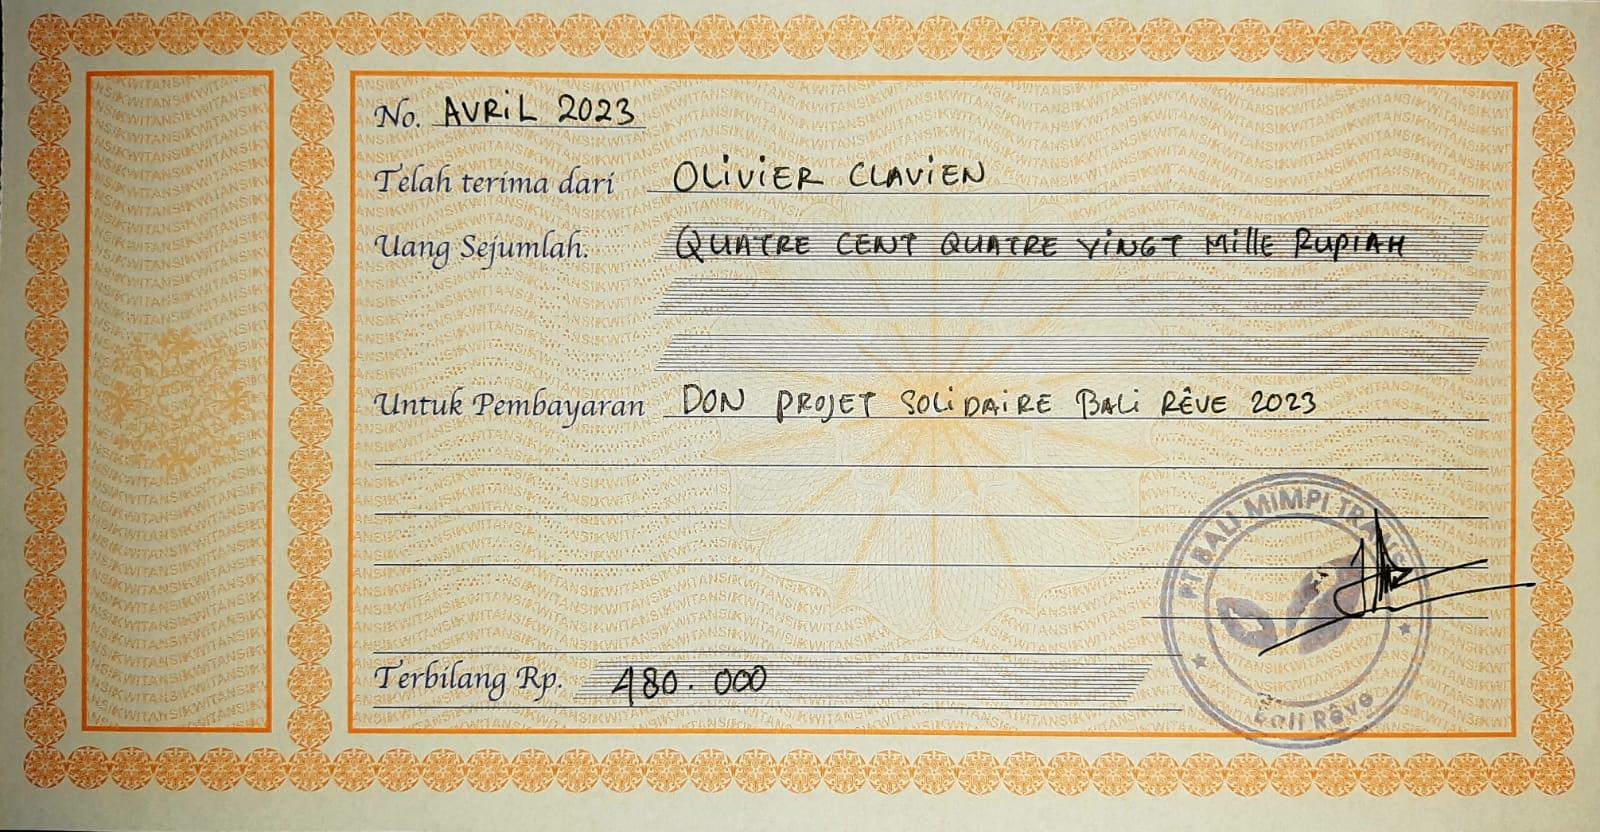 No. AVRIL 2023
Telah terima dari OLIVIER CLAVIEN
Uang Sejumlah: QUATRE CENT QUATRE VINGT MILLE RUPIAH
Untuk Pembayaran DON PROJET SOLIDAIRE BALI RÊVE 2023
PT BALI MIMPI TRANS
Bali Rêve
Terbilang Rp. 480.000